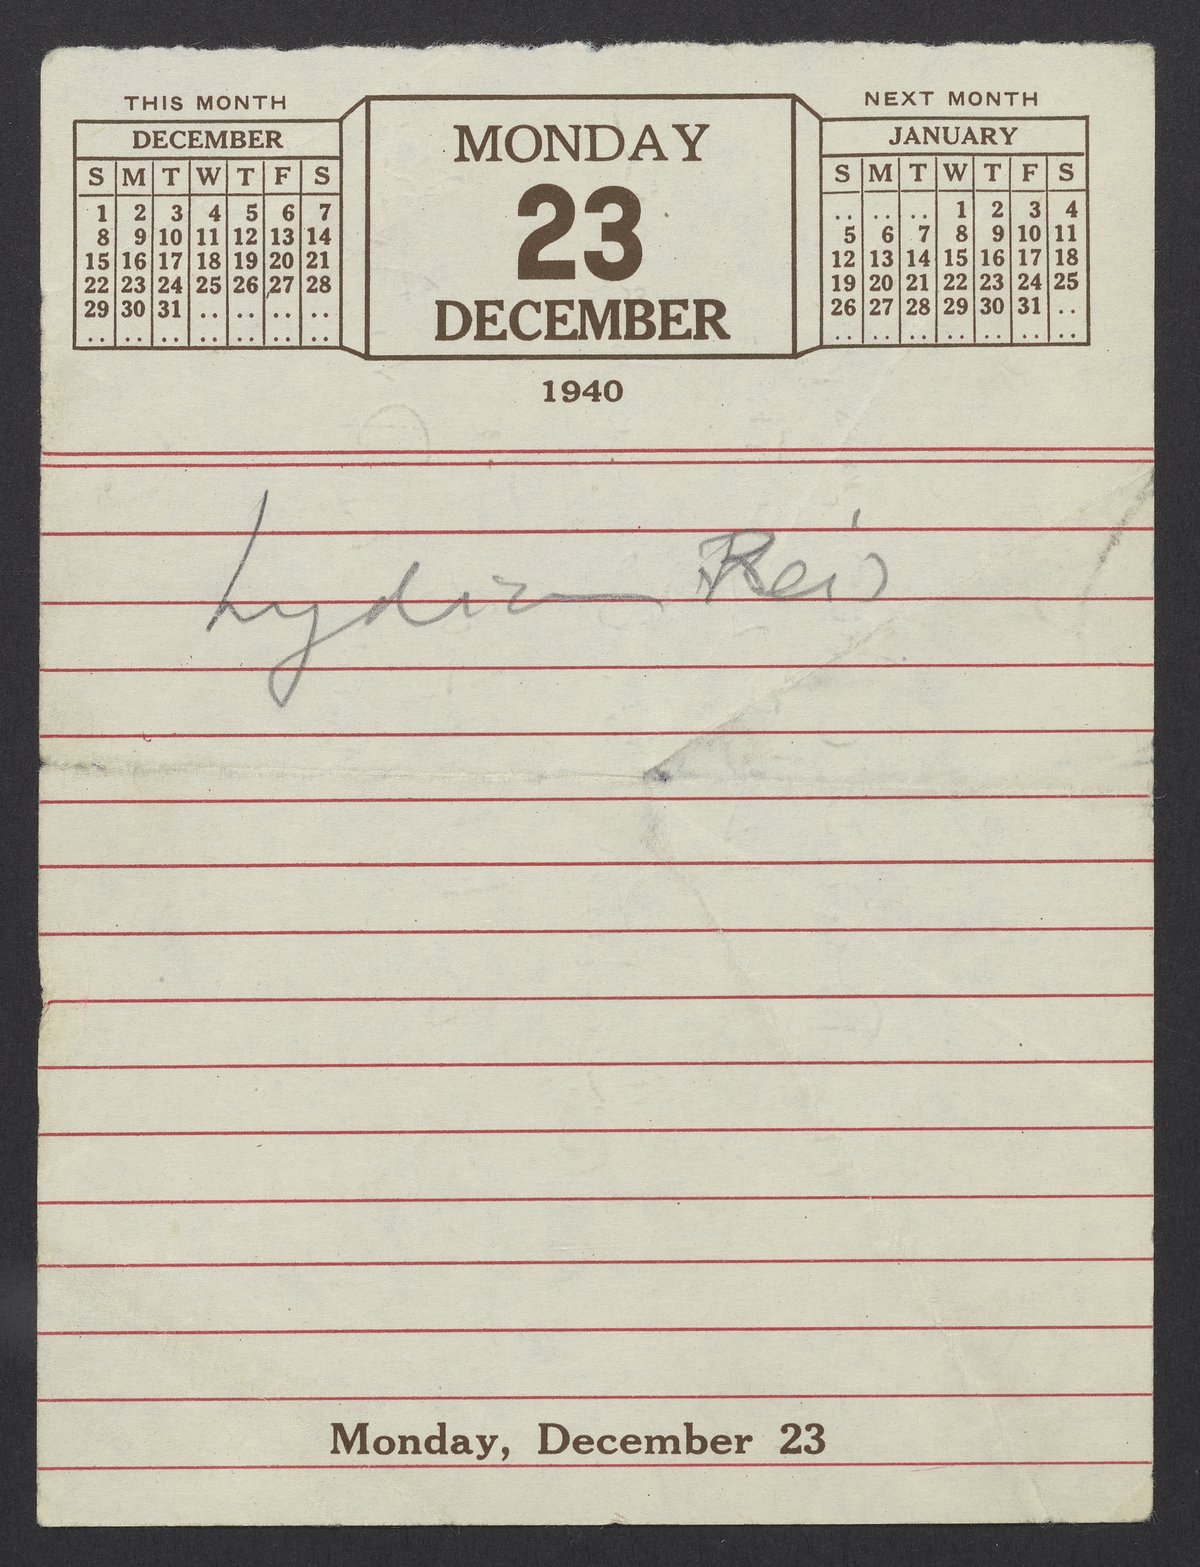 THIS MONTH
DECEMBER
S M T W T F S
1 2 3 4 5 6 7
8 9 10 11 12 13 14
15 16 17 18 19 20 21
22 23 24 25 26 27 28
29 30 31 .. .. .. ..
.. .. .. .. .. .. ..
MONDAY
23
DECEMBER
1940
NEXT MONTH
JANUARY
S M T W T F S
.. .. .. 1 2 3 4
5 6 7 8 9 10 11
12 13 14 15 16 17 18
19 20 21 22 23 24 25
26 27 28 29 30 31 ..
.. .. .. .. .. .. ..
Lydia
Monday, December 23